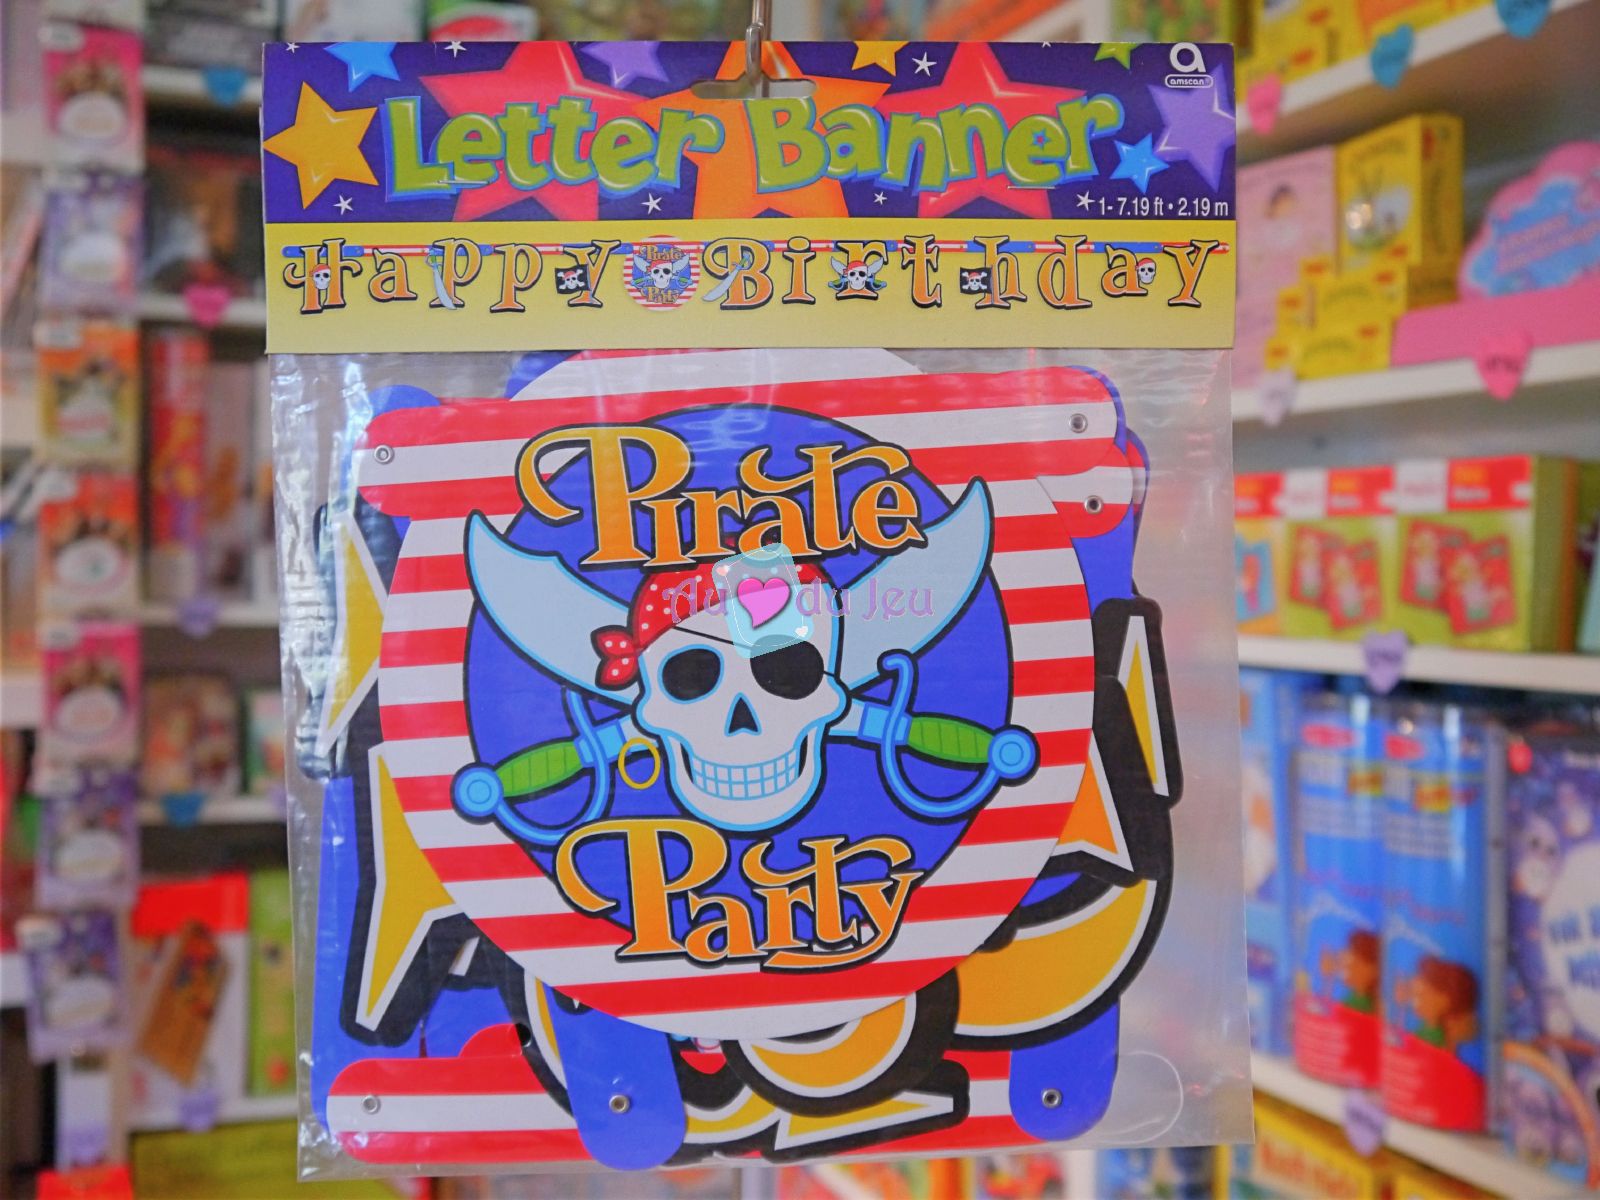 a
amscan®
Letter Banner
1-7.19 ft • 2.19 m
Happy Pirate Party Birthday
Pirate
Au du Jeu
Party